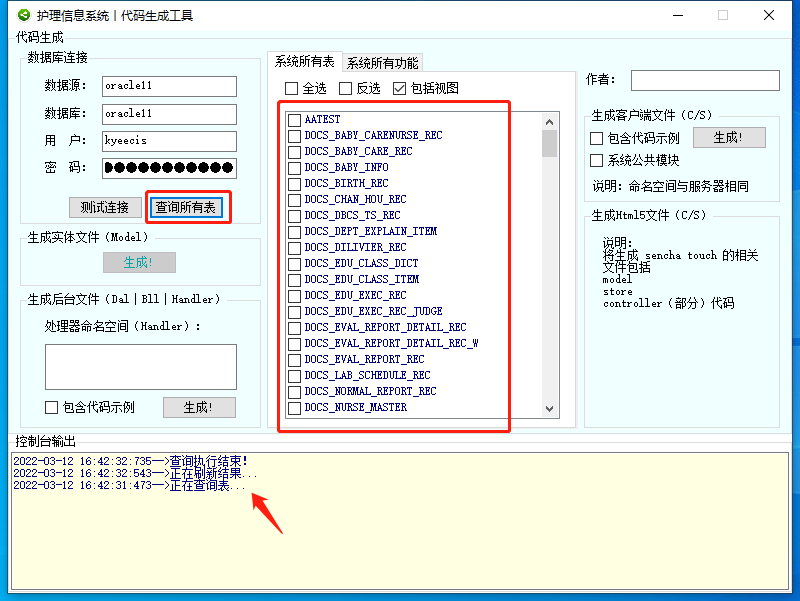 护理信息系统 | 代码生成工具
代码生成
数据库连接
数据源： oracle11
数据库： oracle11
用 户： kyeecis
密 码： ●●●●●●●●●●●
测试连接 查询所有表
生成实体文件（Model）
生成!
生成后台文件（Dal | Bll | Handler）
处理器命名空间（Handler）：
包含代码示例 生成!
系统所有表 系统所有功能
全选 反选 包括视图
AATEST
DOCS_BABY_CARENURSE_REC
DOCS_BABY_CARE_REC
DOCS_BABY_INFO
DOCS_BIRTH_REC
DOCS_CHAN_HOU_REC
DOCS_DBCS_TS_REC
DOCS_DEPT_EXPLAIN_ITEM
DOCS_DILIVIER_REC
DOCS_EDU_CLASS_DICT
DOCS_EDU_CLASS_ITEM
DOCS_EDU_EXEC_REC
DOCS_EDU_EXEC_REC_JUDGE
DOCS_EVAL_REPORT_DETAIL_REC
DOCS_EVAL_REPORT_DETAIL_REC_W
DOCS_EVAL_REPORT_REC
DOCS_LAB_SCHEDULE_REC
DOCS_NORMAL_REPORT_REC
DOCS_NURSE_MASTER
作者：
生成客户端文件（C/S）
包含代码示例 生成!
系统公共模块
说明：命名空间与服务器相同
生成Html5文件（C/S）
说明：
将生成 sencha touch 的相关
文件包括
model
store
controller（部分）代码
控制台输出
2022-03-12 16:42:32:735-->查询执行结束!
2022-03-12 16:42:32:543-->正在刷新结果...
2022-03-12 16:42:31:473-->正在查询表...